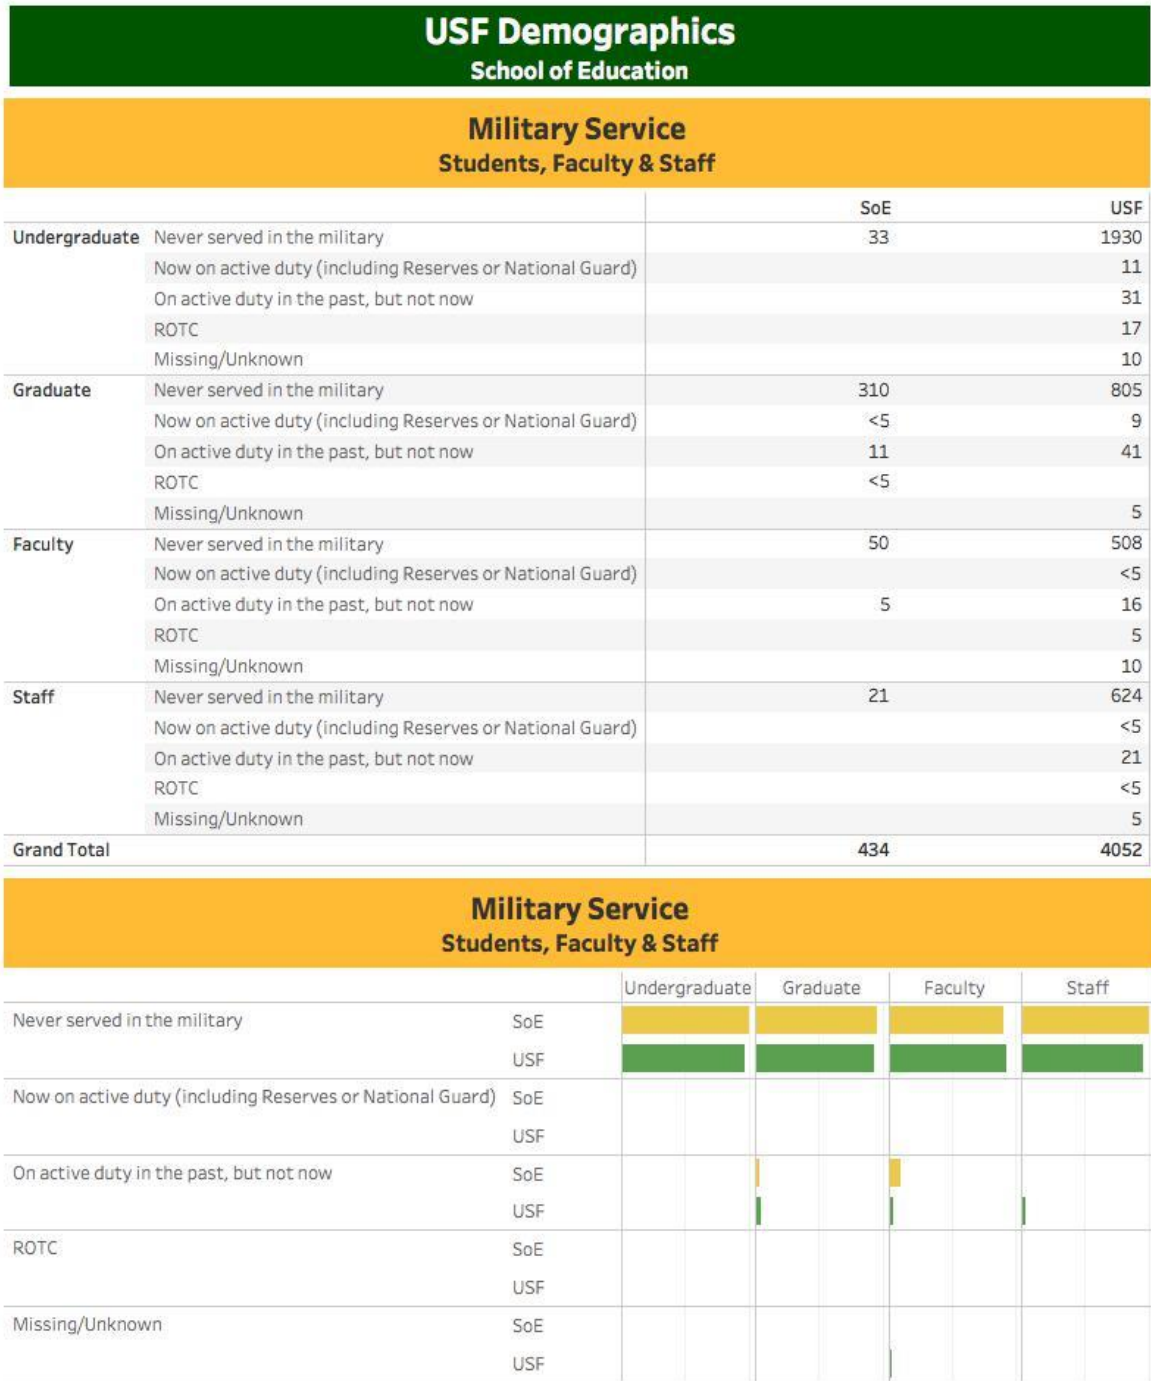 USF Demographics
School of Education
Military Service
Students, Faculty & Staff
SoE USF
Undergraduate Never served in the military 33 1930
Now on active duty (including Reserves or National Guard) 11
On active duty in the past, but not now 31
ROTC 17
Missing/Unknown 10
Graduate Never served in the military 310 805
Now on active duty (including Reserves or National Guard) <5 9
On active duty in the past, but not now 11 41
ROTC <5
Missing/Unknown 5
Faculty Never served in the military 50 508
Now on active duty (including Reserves or National Guard) <5
On active duty in the past, but not now 5 16
ROTC 5
Missing/Unknown 10
Staff Never served in the military 21 624
Now on active duty (including Reserves or National Guard) <5
On active duty in the past, but not now 21
ROTC <5
Missing/Unknown 5
Grand Total 434 4052
Military Service
Students, Faculty & Staff
Undergraduate Graduate Faculty Staff
Never served in the military SoE
USF
Now on active duty (including Reserves or National Guard) SoE
USF
On active duty in the past, but not now SoE
USF
ROTC SoE
USF
Missing/Unknown SoE
USF